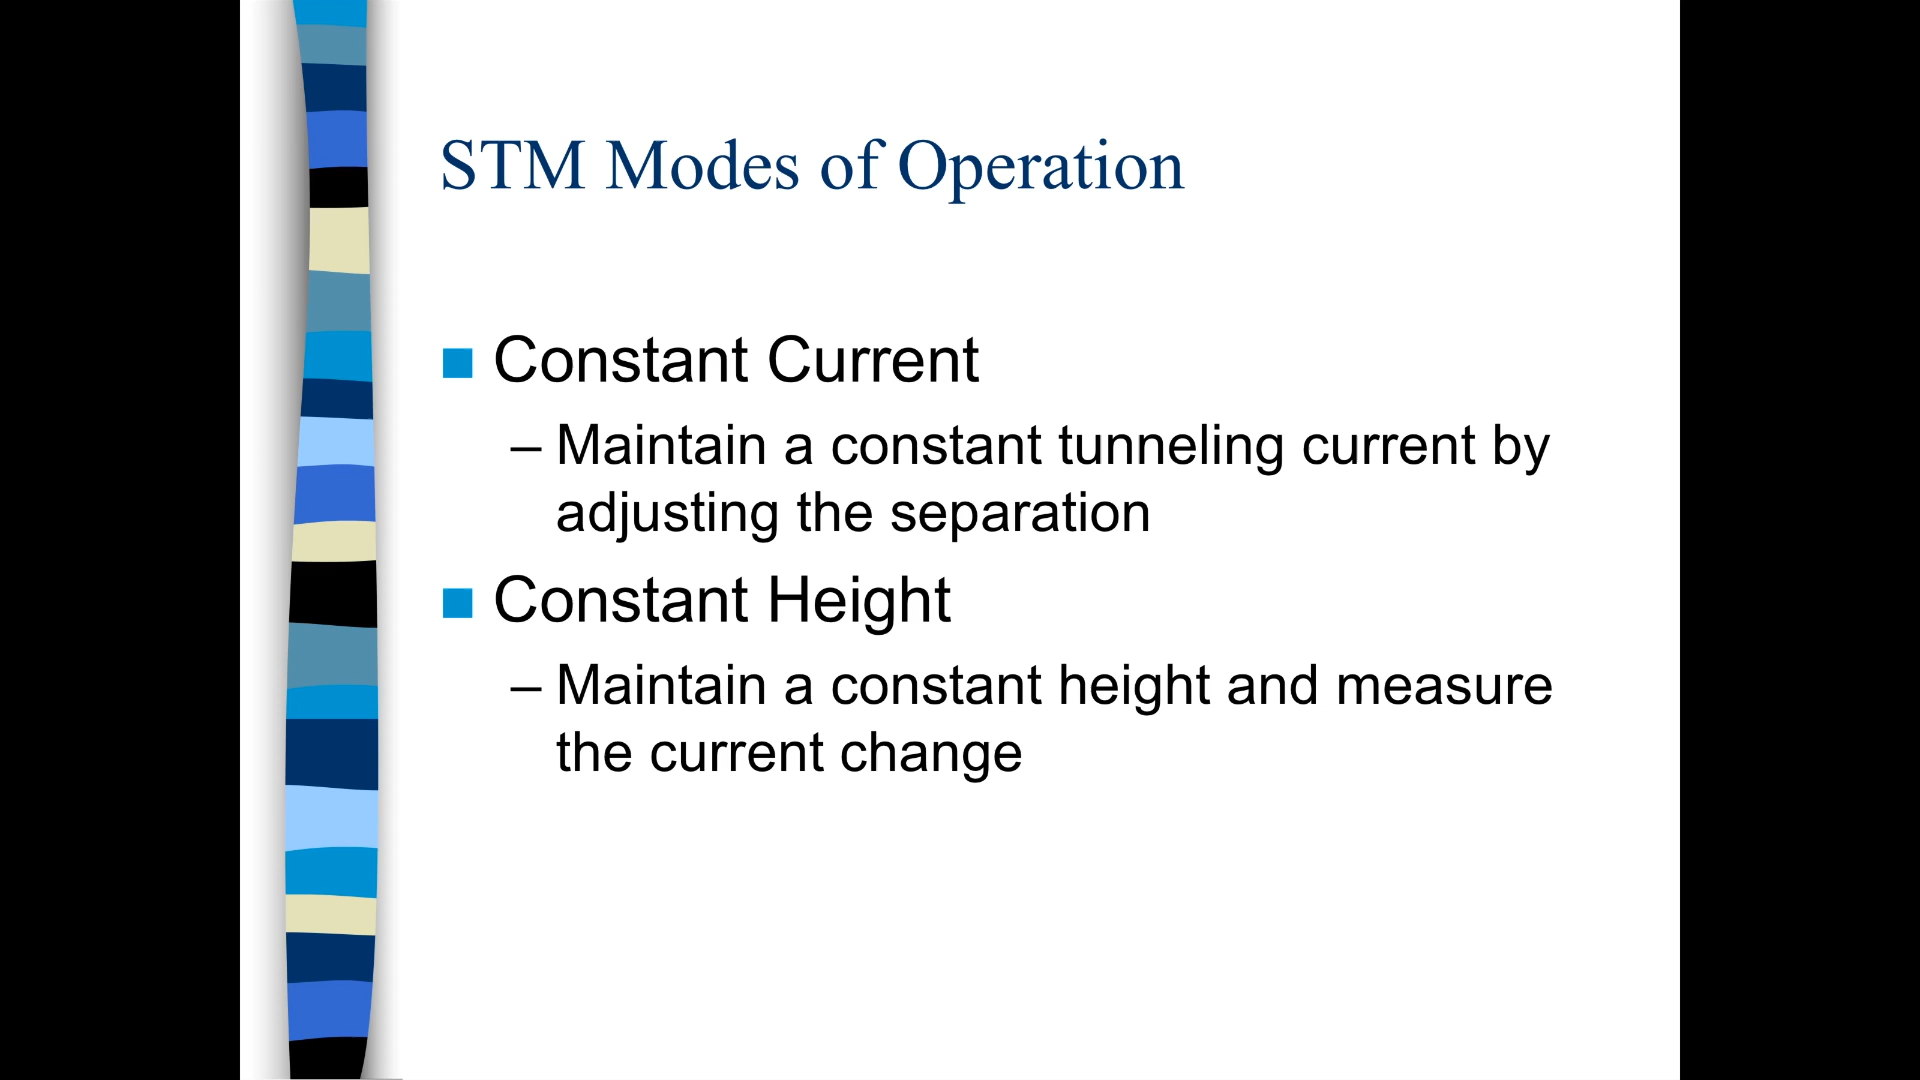 STM Modes of Operation
Constant Current
– Maintain a constant tunneling current by
adjusting the separation
Constant Height
– Maintain a constant height and measure
the current change